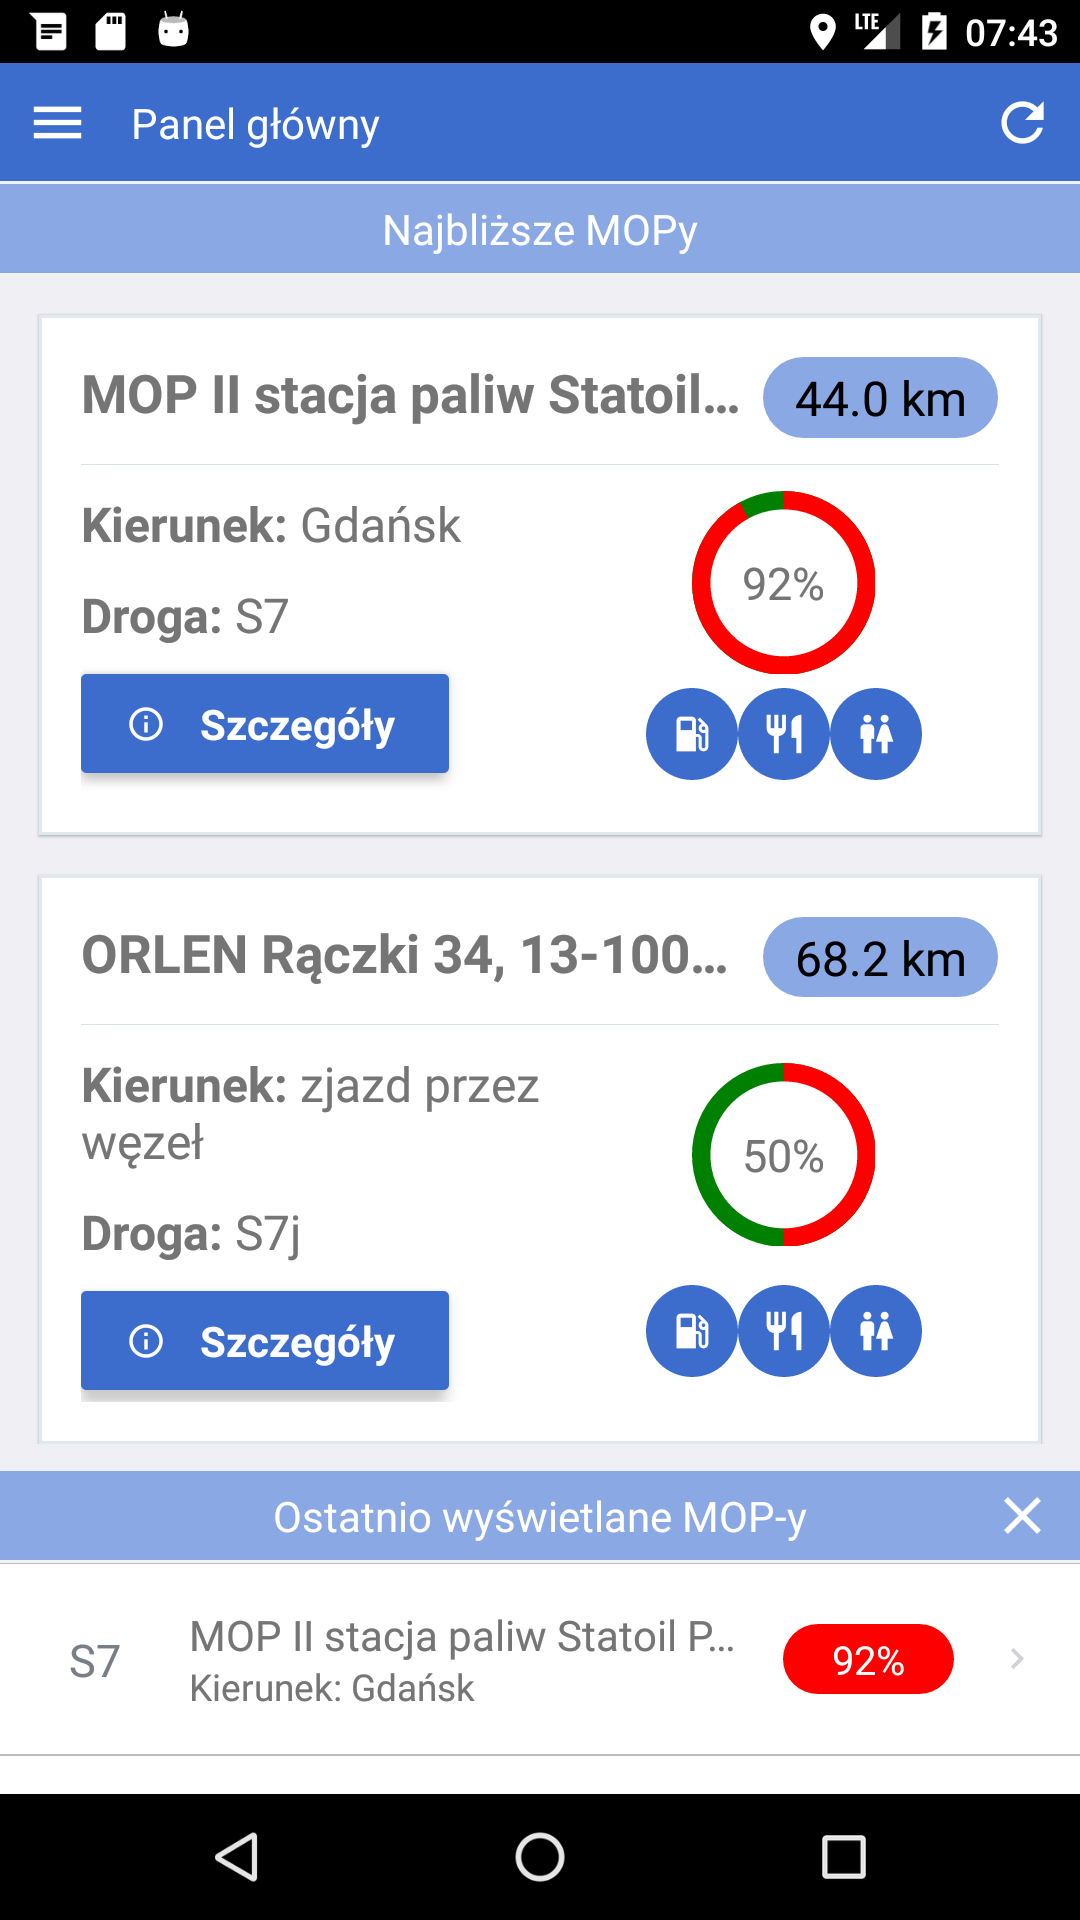 LTE 07:43
Panel główny
Najbliższe MOPy
MOP II stacja paliw Statoil... 44.0 km
Kierunek: Gdańsk
92%
Droga: S7
Szczegóły
ORLEN Rączki 34, 13-100... 68.2 km
Kierunek: zjazd przez
węzeł
50%
Droga: S7j
Szczegóły
Ostatnio wyświetlane MOP-y
MOP II stacja paliw Statoil P...
S7 92%
Kierunek: Gdańsk